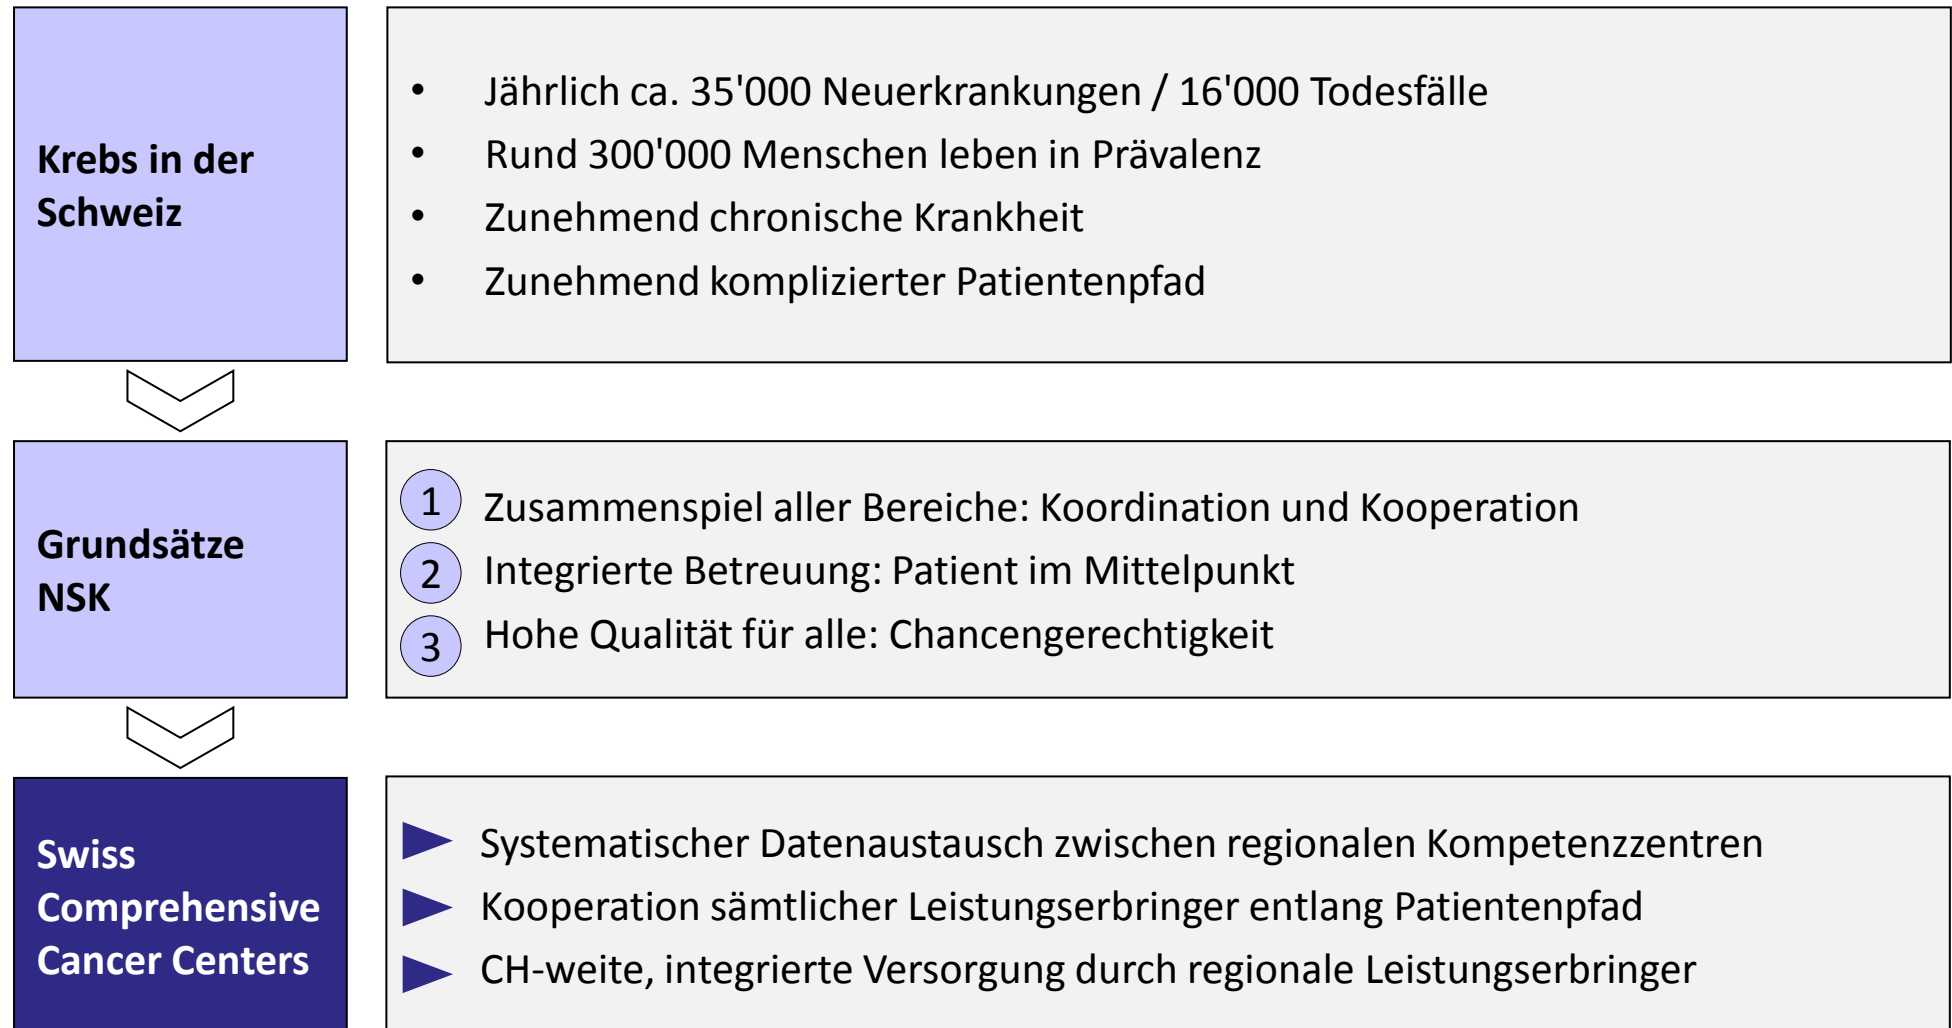 Krebs in der
Schweiz
• Jährlich ca. 35'000 Neuerkrankungen / 16'000 Todesfälle
• Rund 300'000 Menschen leben in Prävalenz
• Zunehmend chronische Krankheit
• Zunehmend komplizierter Patientenpfad
Grundsätze
NSK
1 Zusammenspiel aller Bereiche: Koordination und Kooperation
2 Integrierte Betreuung: Patient im Mittelpunkt
3 Hohe Qualität für alle: Chancengerechtigkeit
Swiss
Comprehensive
Cancer Centers
Systematischer Datenaustausch zwischen regionalen Kompetenzzentren
Kooperation sämtlicher Leistungserbringer entlang Patientenpfad
CH-weite, integrierte Versorgung durch regionale Leistungserbringer